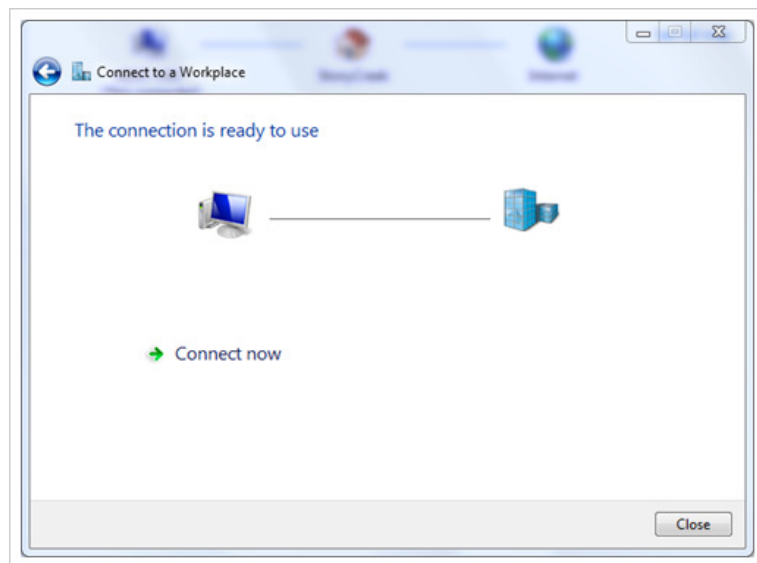 Connect to a Workplace
The connection is ready to use
Connect now
Close